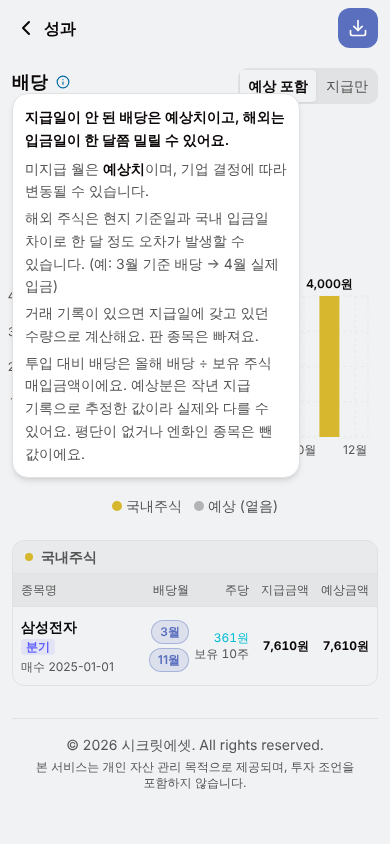 성과
배당
예상 포함
지급만
지급일이 안 된 배당은 예상치이고, 해외는
입금일이 한 달쯤 밀릴 수 있어요.
미지급 월은 예상치이며, 기업 결정에 따라
변동될 수 있습니다.
해외 주식은 현지 기준일과 국내 입금일
차이로 한 달 정도 오차가 발생할 수
있습니다. (예: 3월 기준 배당 → 4월 실제
입금)
거래 기록이 있으면 지급일에 갖고 있던
수량으로 계산해요. 판 종목은 빠져요.
투입 대비 배당은 올해 배당 ÷ 보유 주식
매입금액이에요. 예상분은 작년 지급
기록으로 추정한 값이라 실제와 다를 수
있어요. 평단이 없거나 엔화인 종목은 뺀
값이에요.
4,000원
12월
국내주식
예상 (옅음)
국내주식
종목명
배당월
주당
지급금액
예상금액
삼성전자
분기
매수 2025-01-01
3월
11월
361원
보유 10주
7,610원
7,610원
© 2026 시크릿에셋. All rights reserved.
본 서비스는 개인 자산 관리 목적으로 제공되며, 투자 조언을
포함하지 않습니다.